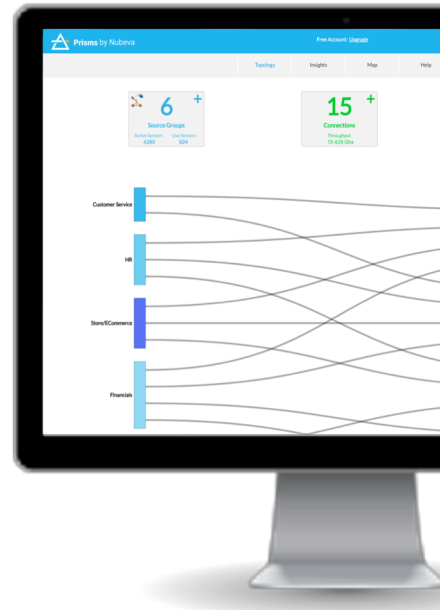 Prisms by Nubeva
Free Account: Upgrade
Topology Insights Map Help
6 +
Source Groups
Active Sensors Live Sensors
4280 824
15 +
Connections
Throughput
Customer Service
HR
Store/ECommerce
Financials